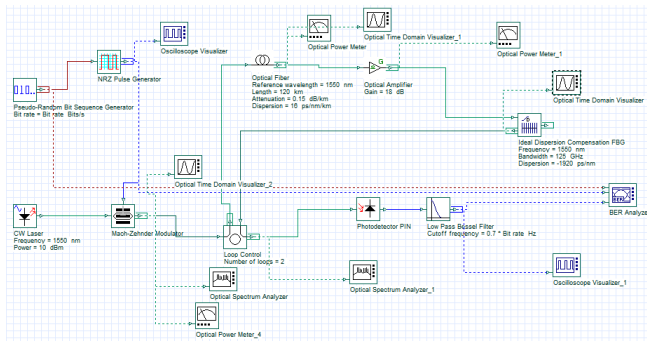 Oscilloscope Visualizer
Optical Power Meter
Optical Time Domain Visualizer_1
Optical Power Meter_1
NRZ Pulse Generator
Optical Fiber
Reference wavelength = 1550 nm
Length = 120 km
Attenuation = 0.15 dB/km
Dispersion = 16 ps/nm/km
G
Optical Amplifier
Gain = 18 dB
Optical Time Domain Visualizer
Pseudo-Random Bit Sequence Generator
Bit rate = Bit rate Bits/s
Ideal Dispersion Compensation FBG
Frequency = 1550 nm
Bandwidth = 125 GHz
Dispersion = -1920 ps/nm
Optical Time Domain Visualizer_2
CW Laser
Frequency = 1550 nm
Power = 10 dBm
Mach-Zehnder Modulator
Loop Control
Number of loops = 2
Photodetector PIN
Low Pass Bessel Filter
Cutoff frequency = 0.7 * Bit rate Hz
BER Analyze
Optical Spectrum Analyzer
Optical Spectrum Analyzer_1
Oscilloscope Visualizer_1
Optical Power Meter_4